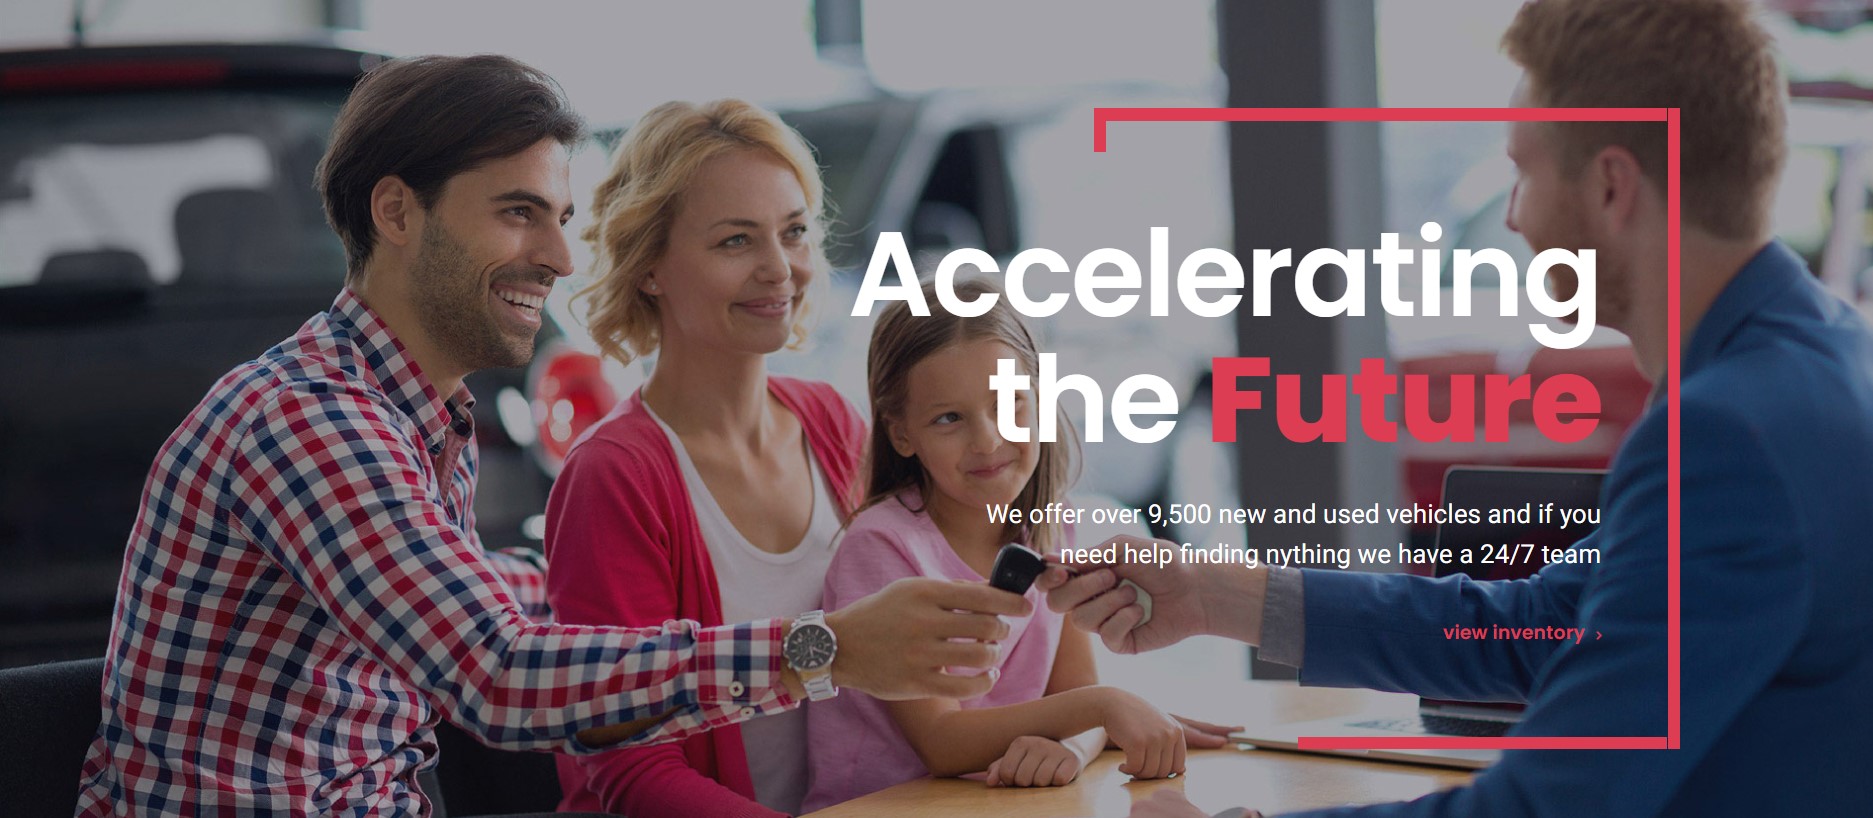 Accelerating
the Future
We offer over 9,500 new and used vehicles and if you
need help finding nything we have a 24/7 team
view inventory ›